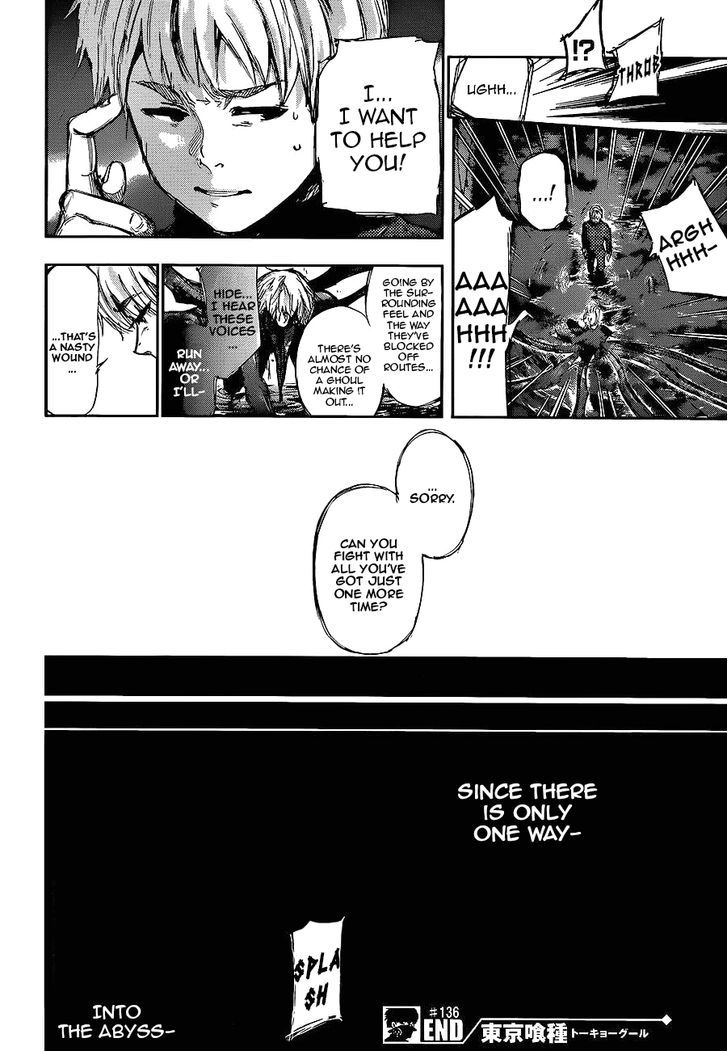 !?
THROB
UGHH...
...!
ARGH
HHH-
AAA
AAAA
HHH
!!!
I...
I WANT
TO HELP
YOU!
GOING BY
THE SUR-
ROUNDING
FEEL AND
THE WAY
THEY'VE
BLOCKED
OFF
ROUTES...
THERE'S
ALMOST NO
CHANCE OF
A GHOUL
MAKING IT
OUT...
HIDE...
I HEAR
THESE
VOICES
...
RUN
AWAY...
OR
I'LL-
...THAT'S
A NASTY
WOUND
...
...
SORRY.
CAN YOU
FIGHT WITH
ALL YOU'VE
GOT JUST
ONE MORE
TIME?
SINCE THERE
IS ONLY
ONE WAY-
SPLA
SH
INTO
THE ABYSS-
#136
END 東京喰種 トーキョーグール